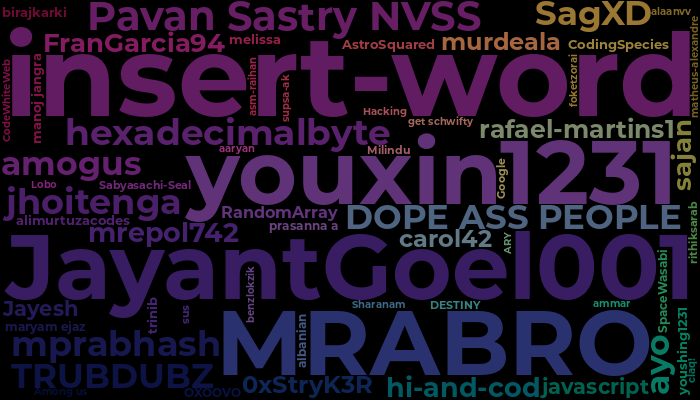 birajkarki
Pavan Sastry NVSS
SagXD
alaanvv
FranGarcia94
melissa
AstroSquared
murdeala
CodingSpecies
matheus-alexandre
CodeWhiteWeb
manoj jangra
insert-word
asm-raihan
supsa-ak
foketzorai
Hacking
get schwifty
hexadecimalbyte
rafael-martins1
sajan
aaryan
Milindu
amogus
youxin1231
Google
Lobo
Sabyasachi-Seal
jhoitenga
RandomArray
DOPE ASS PEOPLE
rithiksarab
alimurtuzacodes
prasanna a
mrepol742
carol42
ARY
JayantGoel001
SpaceWasabi
benzlokzik
Jayesh
trinib
sus
Sharanam
DESTINY
ammar
maryam ejaz
albanian
MRABRO
youshing1231
mprabhash
ayo
claq!
TRUBDUBZ
0xStryK3R
hi-and-cod
javascript
Among us
OXOOVO